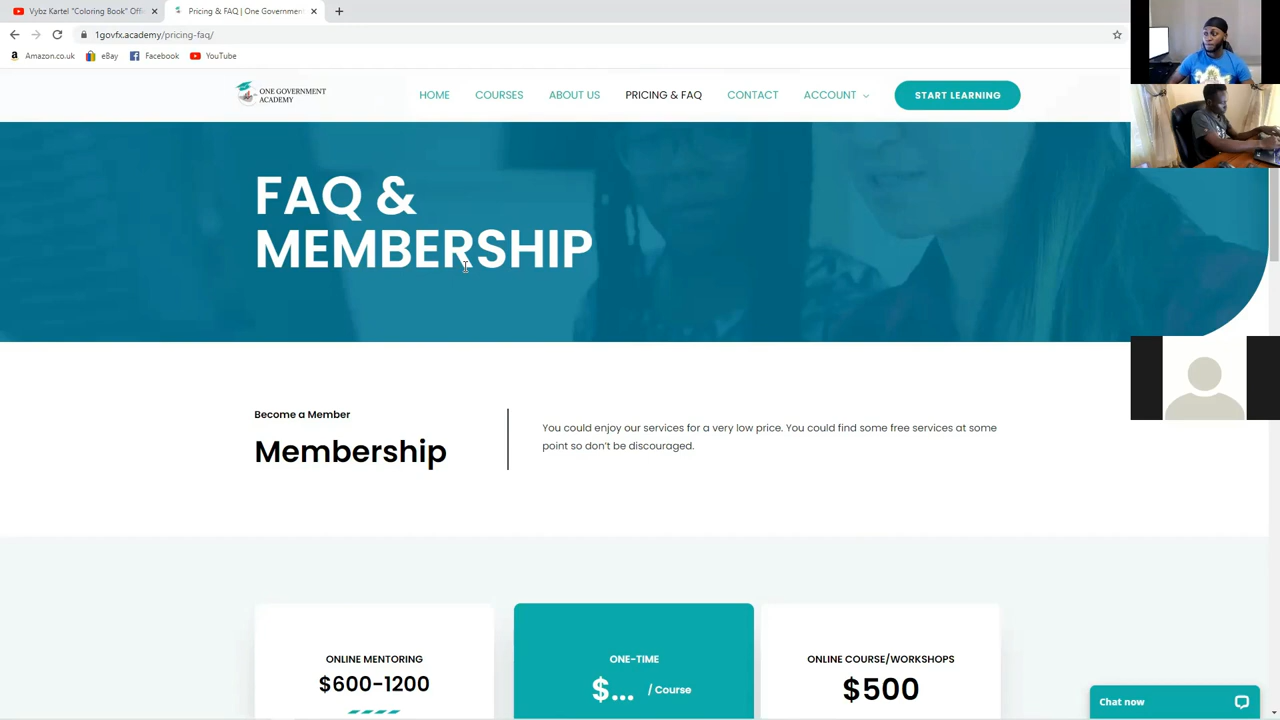 Vybz Kartel "Coloring Book" Offi
Pricing & FAQ | One Government
1govfx.academy/pricing-faq/
Amazon.co.uk
eBay
Facebook
YouTube
ONE GOVERNMENT
ACADEMY
HOME
COURSES
ABOUT US
PRICING & FAQ
CONTACT
ACCOUNT
START LEARNING
FAQ &
MEMBERSHIP
Become a Member
Membership
You could enjoy our services for a very low price. You could find some free services at some
point so don't be discouraged.
ONLINE MENTORING
$600-1200
ONE-TIME
$... / Course
ONLINE COURSE/WORKSHOPS
$500
Chat now